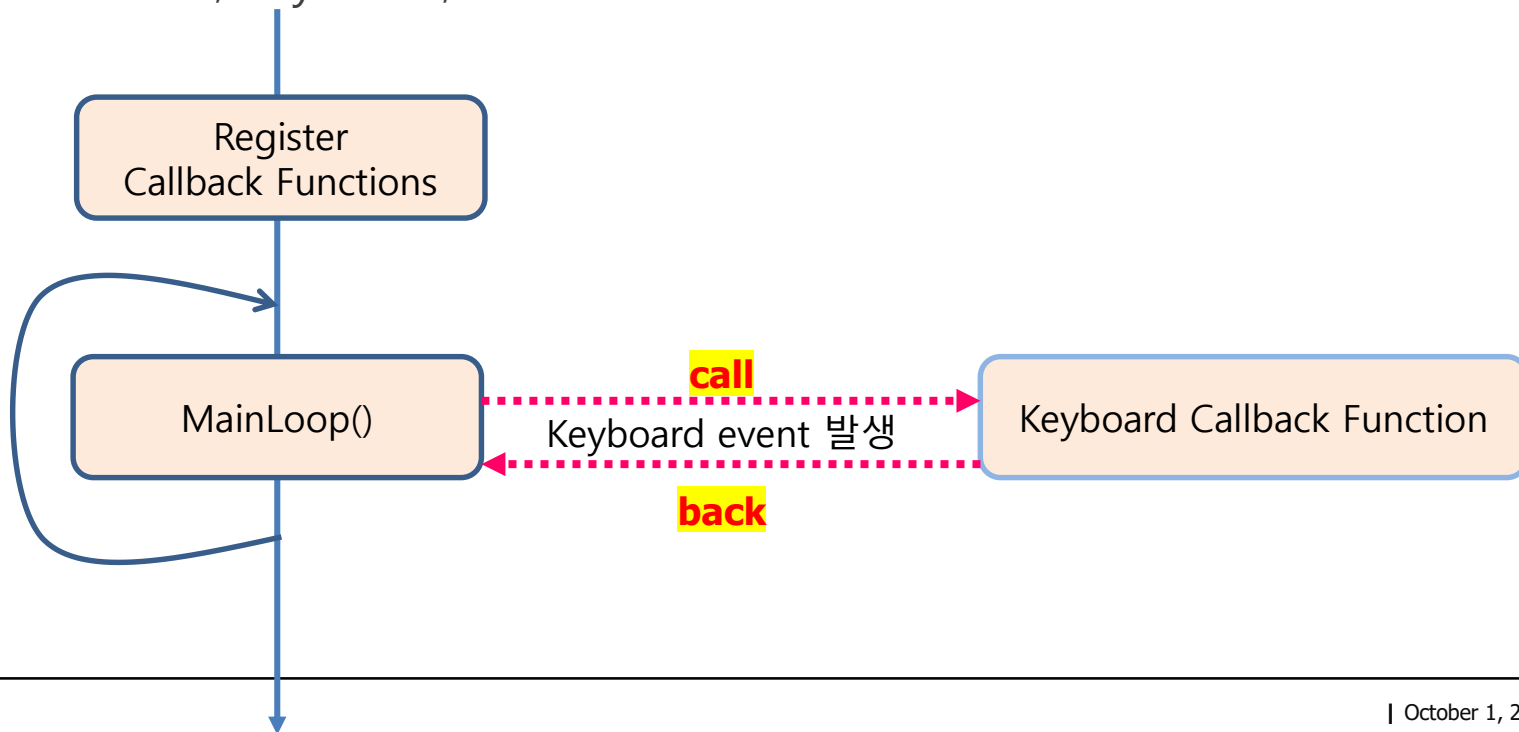 Register
Callback Functions
call
MainLoop()
Keyboard event 발생
Keyboard Callback Function
back
| October 1, 2